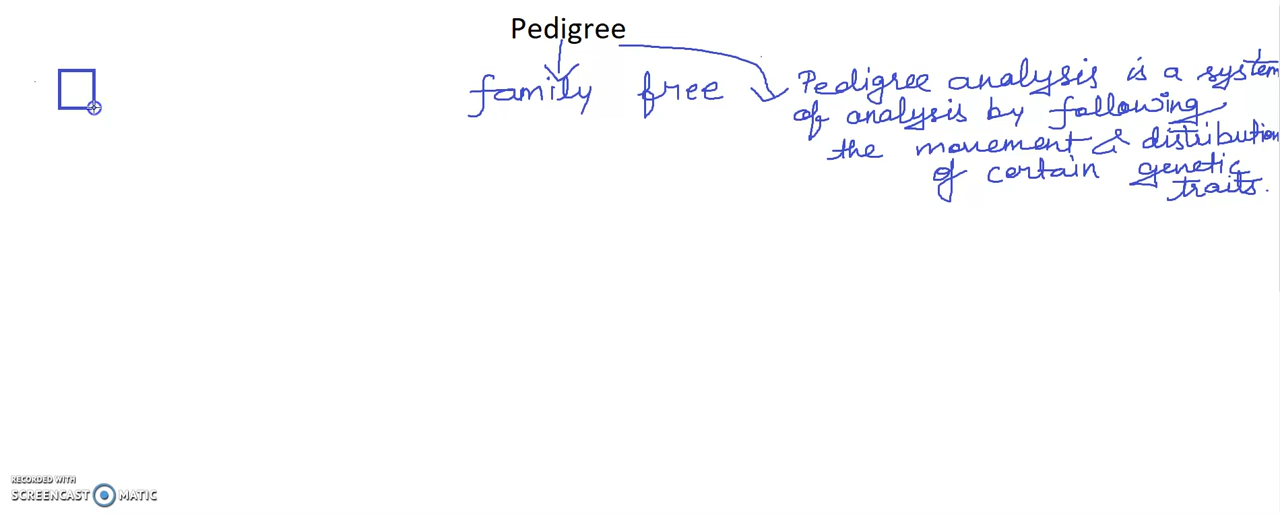 Pedigree
family free
Pedigree analysis is a system
of analysis by following
the movement & distribution
of certain genetic
traits.
RECORDED WITH
SCREENCAST MATIC